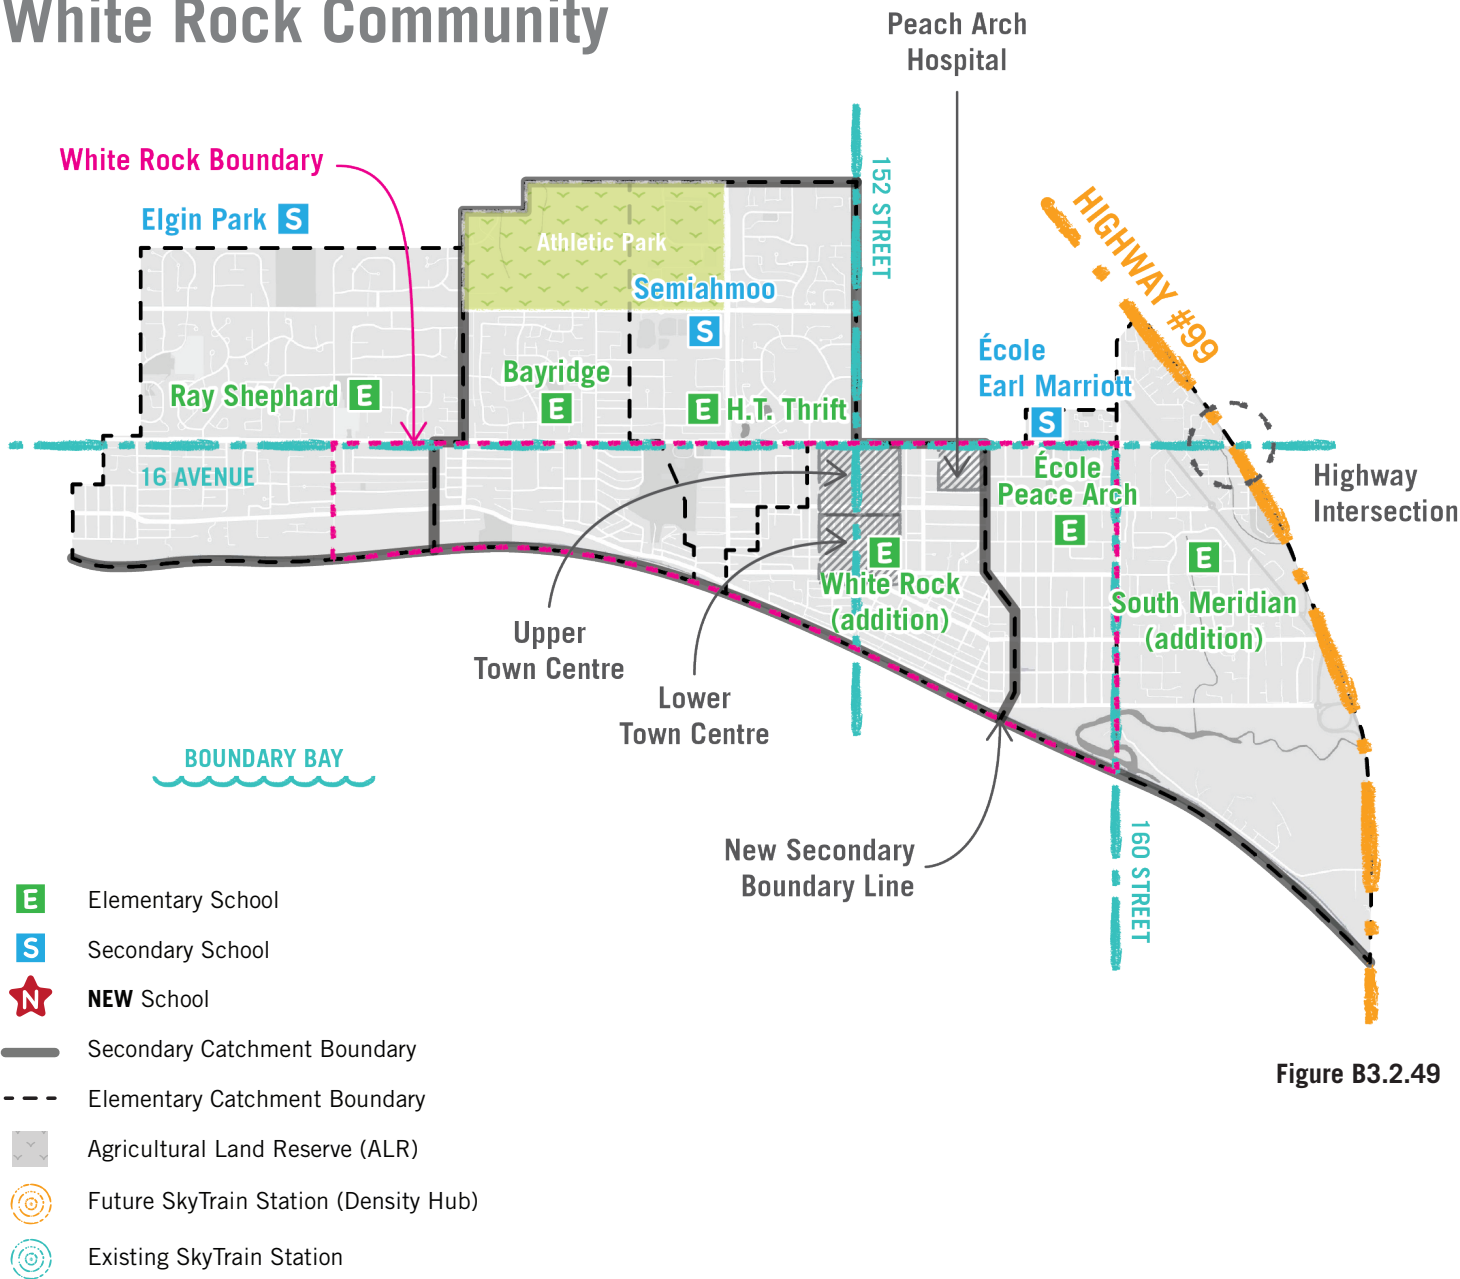 White Rock Community
Peach Arch
Hospital
White Rock Boundary
152 STREET
Elgin Park S
HIGHWAY #99
Athletic Park
Semiahmoo
S
École
Earl Marriott
S
Bayridge
E
Ray Shephard E
E H.T. Thrift
16 AVENUE
École
Peace Arch
E
Highway
Intersection
E
White Rock
(addition)
E
South Meridian
(addition)
Upper
Town Centre
Lower
Town Centre
BOUNDARY BAY
New Secondary
Boundary Line
160 STREET
E Elementary School
S Secondary School
N NEW School
Secondary Catchment Boundary
Elementary Catchment Boundary
Agricultural Land Reserve (ALR)
Future SkyTrain Station (Density Hub)
Existing SkyTrain Station
Figure B3.2.49